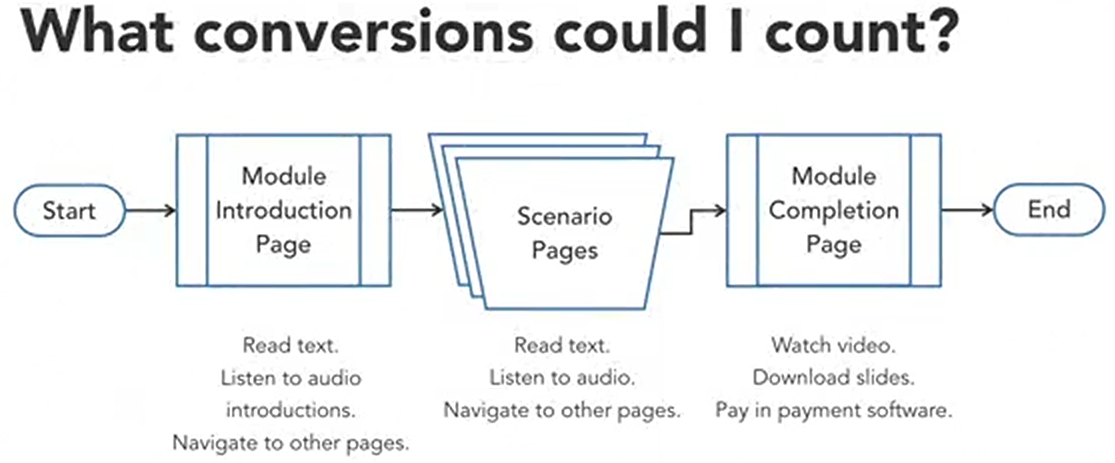 What conversions could I count?
Start
Module
Introduction
Page
Scenario
Pages
Module
Completion
Page
End
Read text.
Listen to audio
introductions.
Navigate to other pages.
Read text.
Listen to audio.
Navigate to other pages.
Watch video.
Download slides.
Pay in payment software.